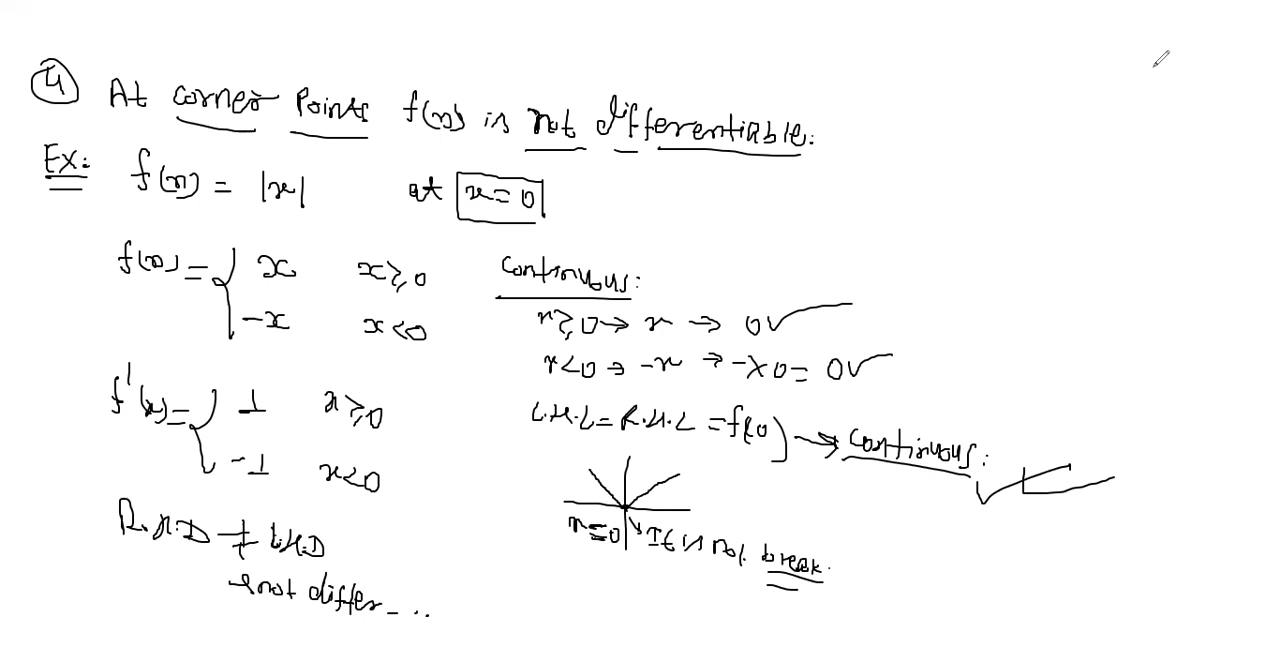 ④ At corner Points f(x) is not differentiable.
Ex: f(x) = |x| at x = 0
f(x) = { x x ≥ 0
-x x < 0
f'(x) = { 1 x ≥ 0
-1 x < 0
R.H.D ≠ L.H.D
→ not differ - ..
Continuous:
x ≥ 0 → x → 0 ✓
x < 0 → -x → -x0 = 0 ✓
L.H.L = R.H.L = f(0) → continuous: ✓
x = 0 It is not break.